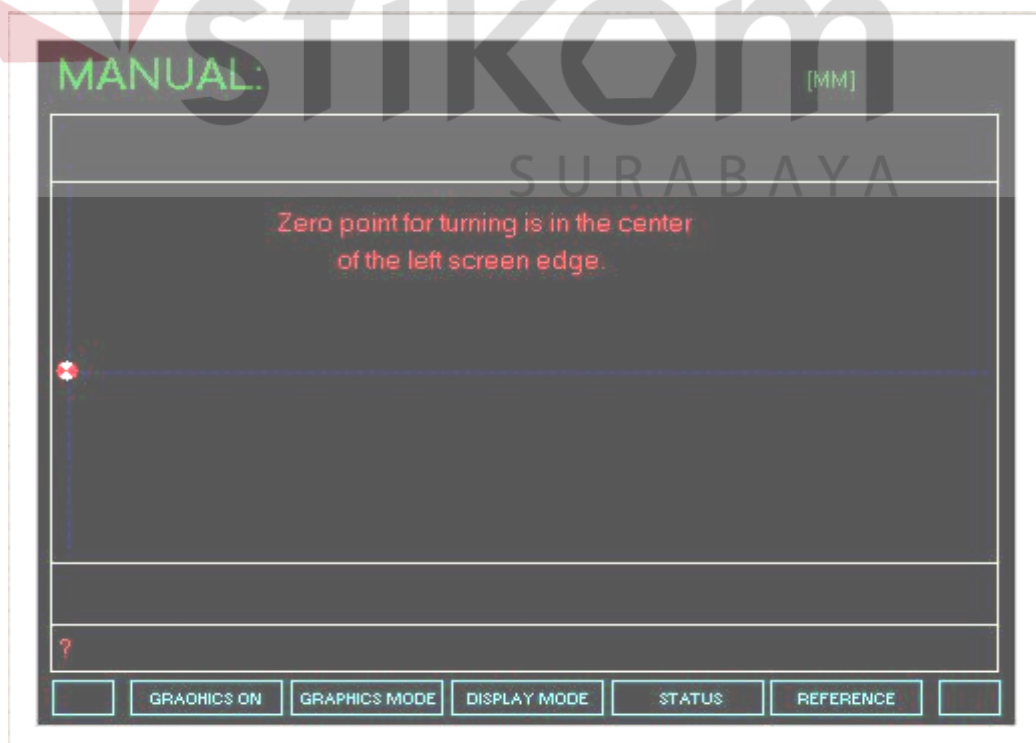 STIKOM
SURABAYA
MANUAL:
[MM]
Zero point for turning is in the center
of the left screen edge.
?
GRAOHICS ON
GRAPHICS MODE
DISPLAY MODE
STATUS
REFERENCE